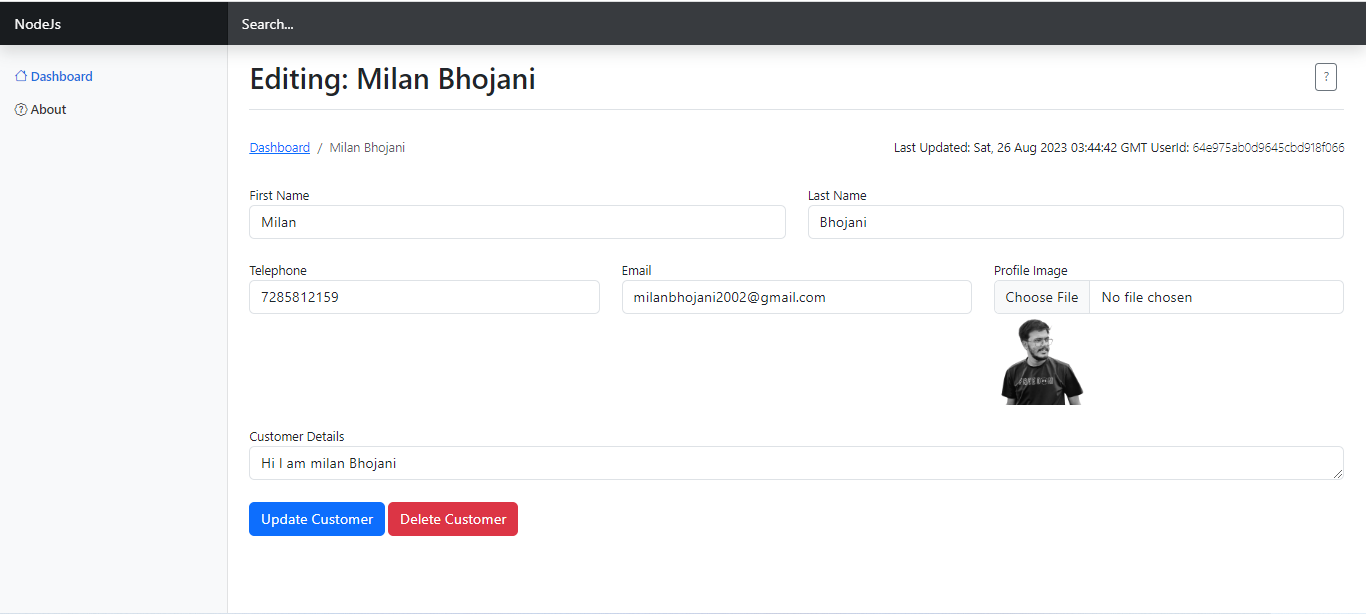 NodeJs
Search...
Dashboard
About
Editing: Milan Bhojani
?
Dashboard / Milan Bhojani
Last Updated: Sat, 26 Aug 2023 03:44:42 GMT UserId: 64e975ab0d9645cbd918f066
First Name
Last Name
Milan
Bhojani
Telephone
Email
Profile Image
7285812159
milanbhojani2002@gmail.com
Choose File No file chosen
FREEDOM
Customer Details
Hi I am milan Bhojani
Update Customer
Delete Customer